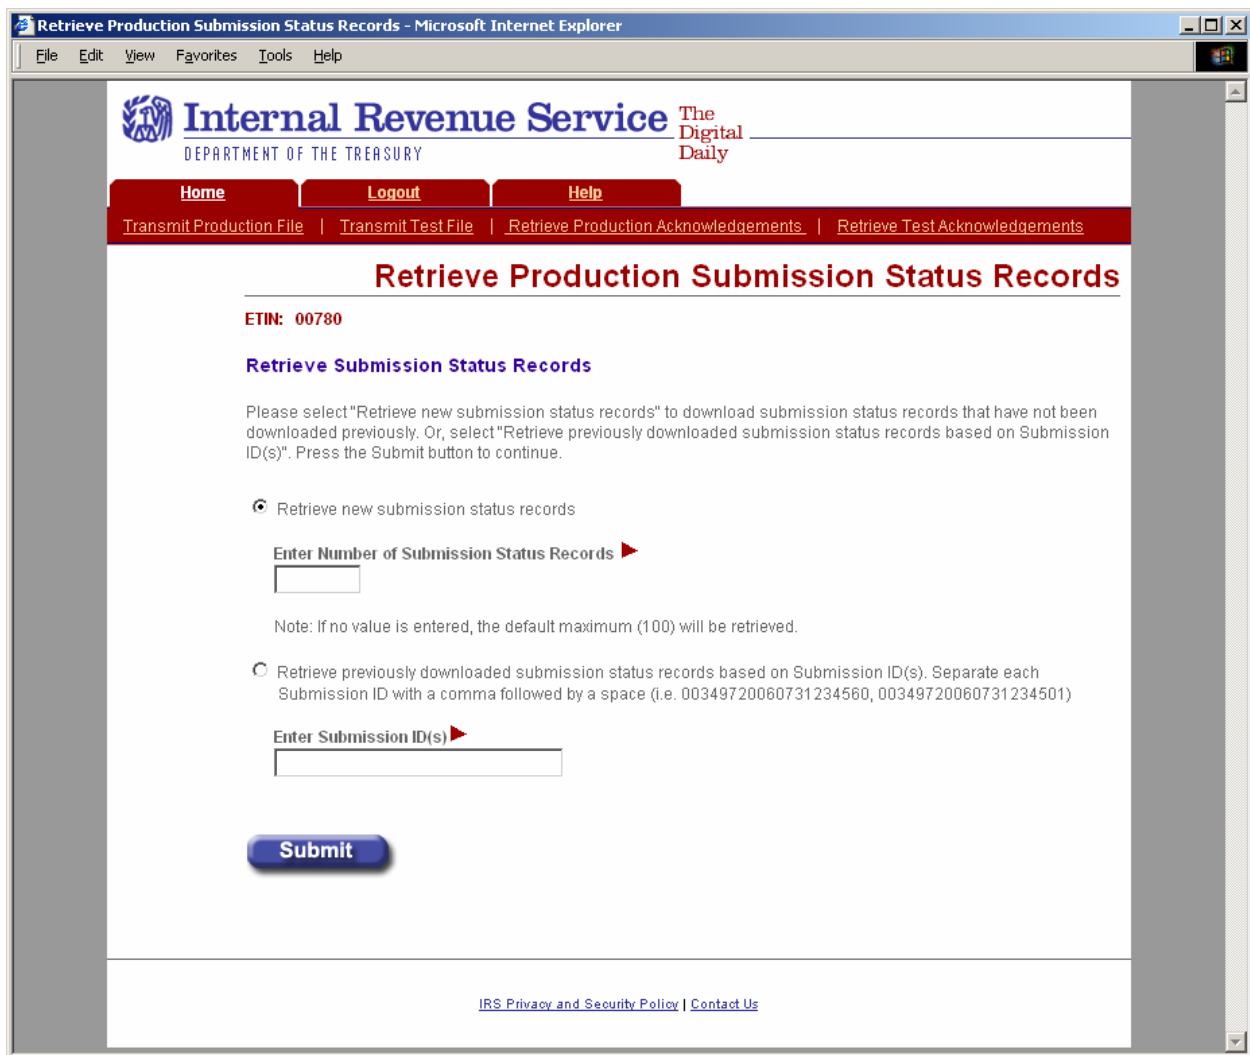 Retrieve Production Submission Status Records - Microsoft Internet Explorer
File Edit View Favorites Tools Help
Internal Revenue Service
DEPARTMENT OF THE TREASURY
The
Digital
Daily
Home Logout Help
Transmit Production File | Transmit Test File | Retrieve Production Acknowledgements | Retrieve Test Acknowledgements
Retrieve Production Submission Status Records
ETIN: 00780
Retrieve Submission Status Records
Please select "Retrieve new submission status records" to download submission status records that have not been
downloaded previously. Or, select "Retrieve previously downloaded submission status records based on Submission
ID(s)". Press the Submit button to continue.
Retrieve new submission status records
Enter Number of Submission Status Records
Note: If no value is entered, the default maximum (100) will be retrieved.
Retrieve previously downloaded submission status records based on Submission ID(s). Separate each
Submission ID with a comma followed by a space (i.e. 00349720060731234560, 00349720060731234501)
Enter Submission ID(s)
Submit
IRS Privacy and Security Policy | Contact Us